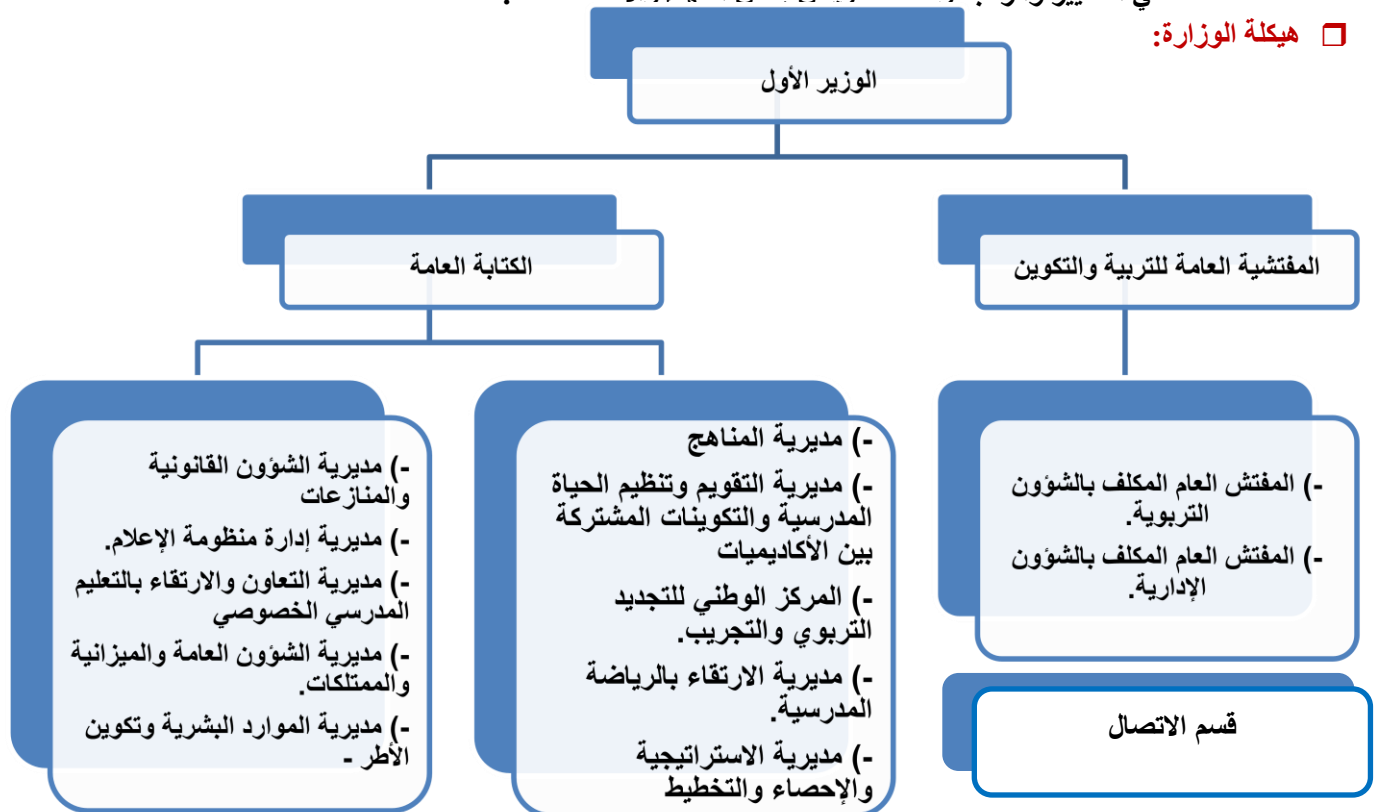 هيكلة الوزارة:
الوزير الأول
المفتشية العامة للتربية والتكوين
الكتابة العامة
-) المفتش العام المكلف بالشؤون
التربوية.
-) المفتش العام المكلف بالشؤون
الإدارية.
قسم الاتصال
-) مديرية المناهج
-) مديرية التقويم وتنظيم الحياة
المدرسية والتكوينات المشتركة
بين الأكاديميات
-) المركز الوطني للتجديد
التربوي والتجريب.
-) مديرية الارتقاء بالرياضة
المدرسية.
-) مديرية الاستراتيجية
والإحصاء والتخطيط
-) مديرية الشؤون القانونية
والمنازعات
-) مديرية إدارة منظومة الإعلام.
-) مديرية التعاون والارتقاء بالتعليم
المدرسي الخصوصي
-) مديرية الشؤون العامة والميزانية
والممتلكات.
-) مديرية الموارد البشرية وتكوين
الأطر -